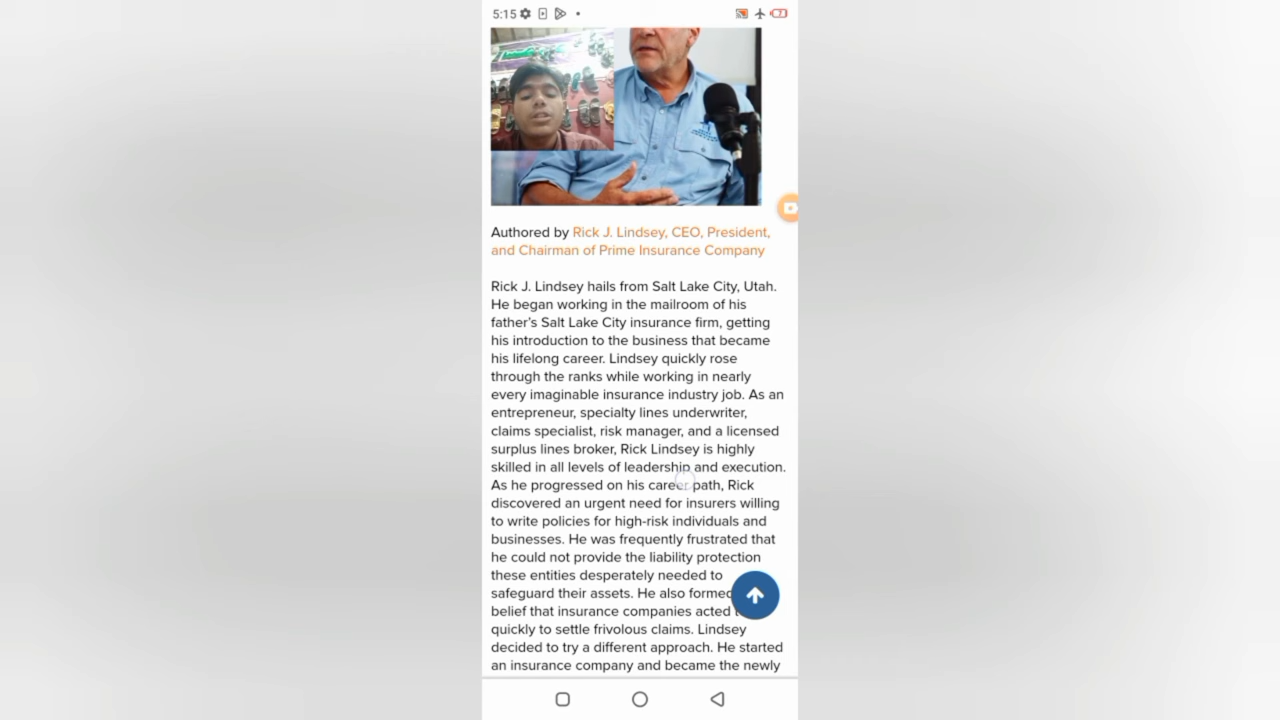 5:15
7
Authored by Rick J. Lindsey, CEO, President,
and Chairman of Prime Insurance Company
Rick J. Lindsey hails from Salt Lake City, Utah.
He began working in the mailroom of his
father’s Salt Lake City insurance firm, getting
his introduction to the business that became
his lifelong career. Lindsey quickly rose
through the ranks while working in nearly
every imaginable insurance industry job. As an
entrepreneur, specialty lines underwriter,
claims specialist, risk manager, and a licensed
surplus lines broker, Rick Lindsey is highly
skilled in all levels of leadership and execution.
As he progressed on his career path, Rick
discovered an urgent need for insurers willing
to write policies for high-risk individuals and
businesses. He was frequently frustrated that
he could not provide the liability protection
these entities desperately needed to
safeguard their assets. He also formed
belief that insurance companies acted
quickly to settle frivolous claims. Lindsey
decided to try a different approach. He started
an insurance company and became the newly